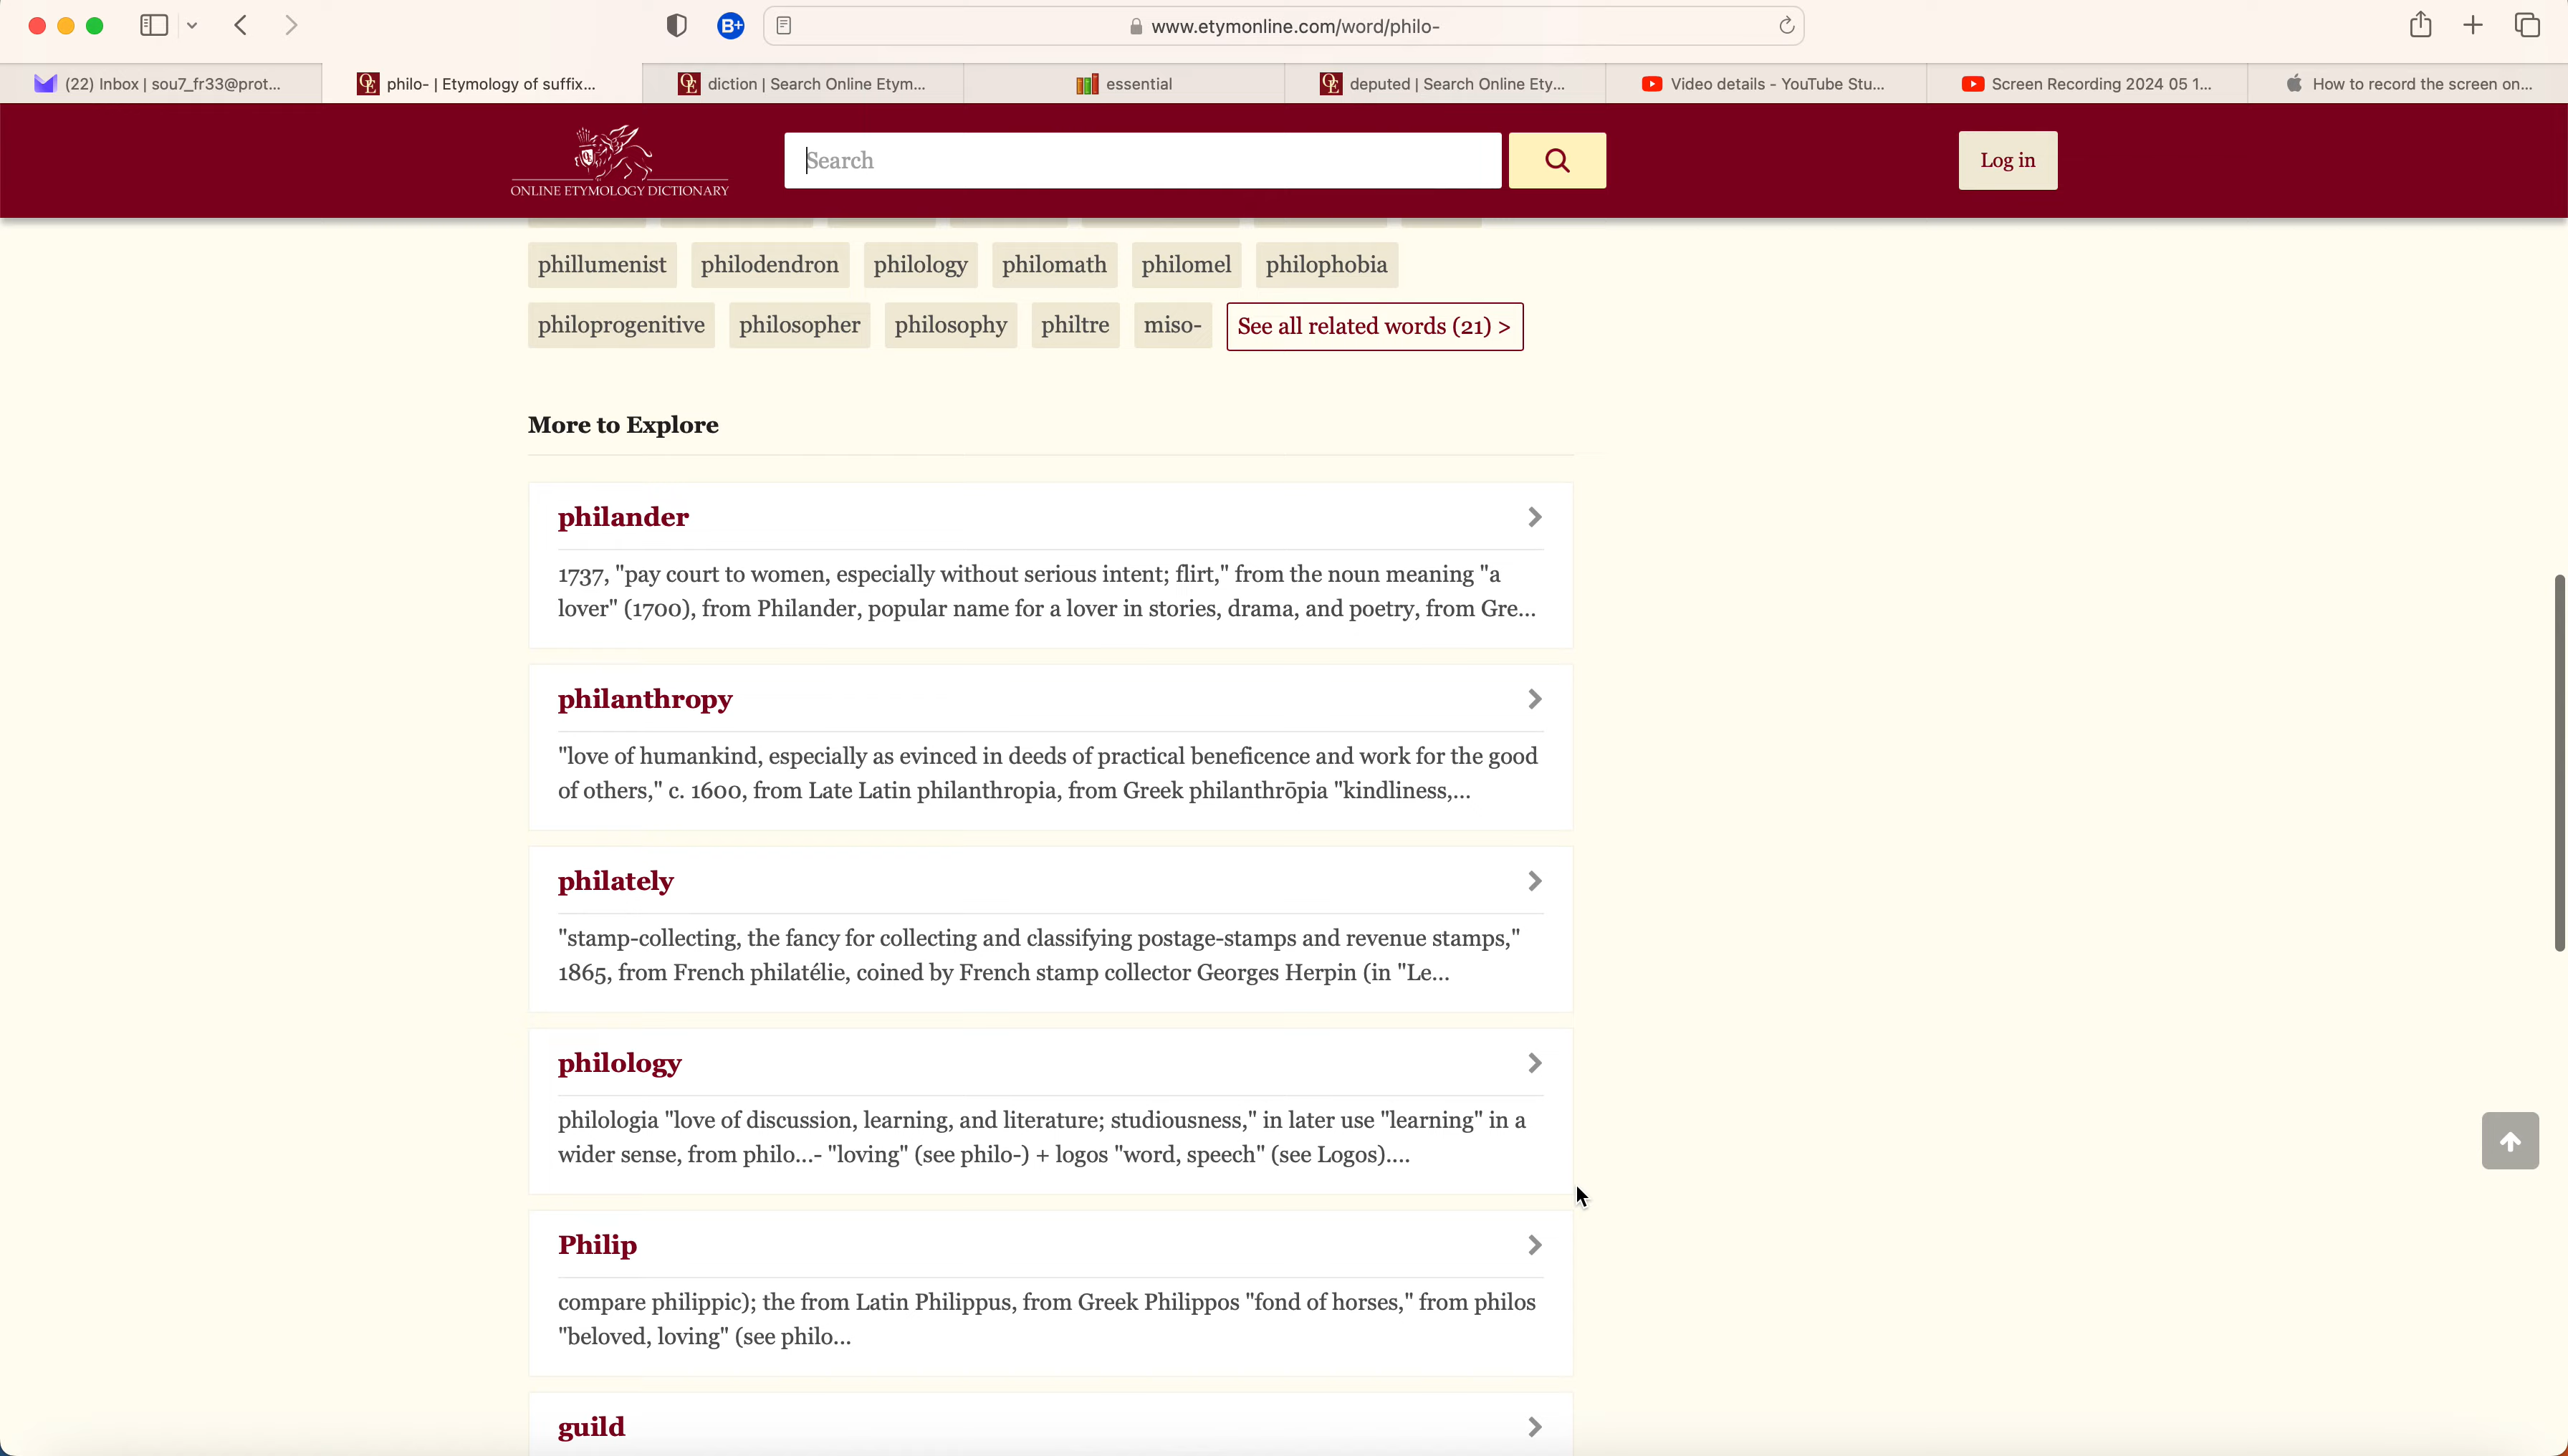 B+
www.etymonline.com/word/philo-
(22) Inbox | sou7_fr33@prot...
philo- | Etymology of suffix...
diction | Search Online Etym...
essential
deputed | Search Online Ety...
Video details - YouTube Stu...
Screen Recording 2024 05 1...
How to record the screen on...
ONLINE ETYMOLOGY DICTIONARY
Search
Log in
phillumenist philodendron philology philomath philomel philophobia
philoprogenitive philosopher philosophy philtre miso- See all related words (21) >
More to Explore
philander
1737, "pay court to women, especially without serious intent; flirt," from the noun meaning "a
lover" (1700), from Philander, popular name for a lover in stories, drama, and poetry, from Gre...
philanthropy
"love of humankind, especially as evinced in deeds of practical beneficence and work for the good
of others," c. 1600, from Late Latin philanthropia, from Greek philanthrōpia "kindliness,...
philately
"stamp-collecting, the fancy for collecting and classifying postage-stamps and revenue stamps,"
1865, from French philatélie, coined by French stamp collector Georges Herpin (in "Le...
philology
philologia "love of discussion, learning, and literature; studiousness," in later use "learning" in a
wider sense, from philo...- "loving" (see philo-) + logos "word, speech" (see Logos)....
Philip
compare philippic); the from Latin Philippus, from Greek Philippos "fond of horses," from philos
"beloved, loving" (see philo...
guild